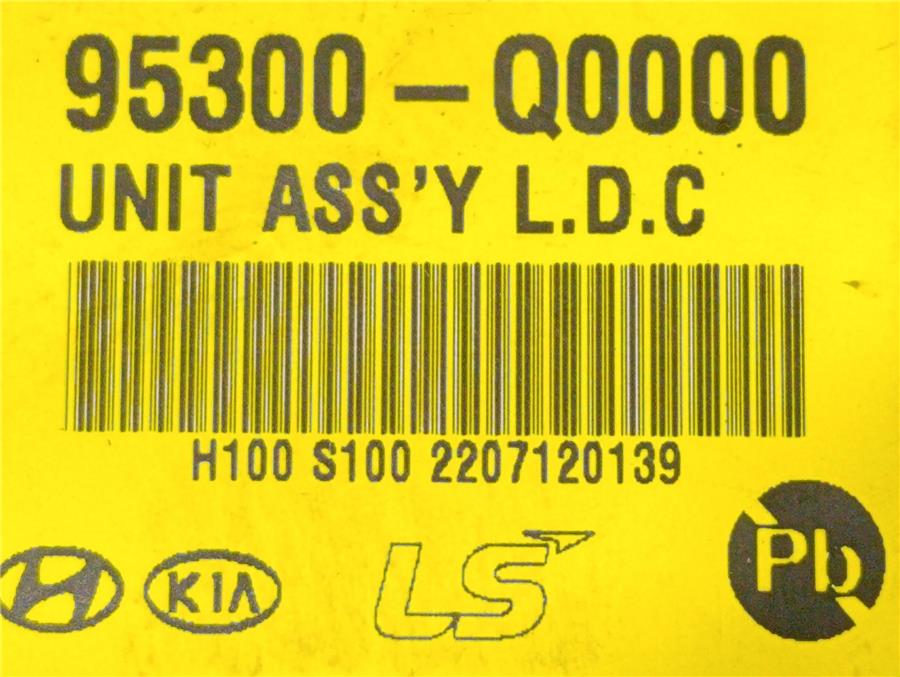 95300-Q0000
UNIT ASS'Y L.D.C
H100 S100 2207120139
KIA LS Pb